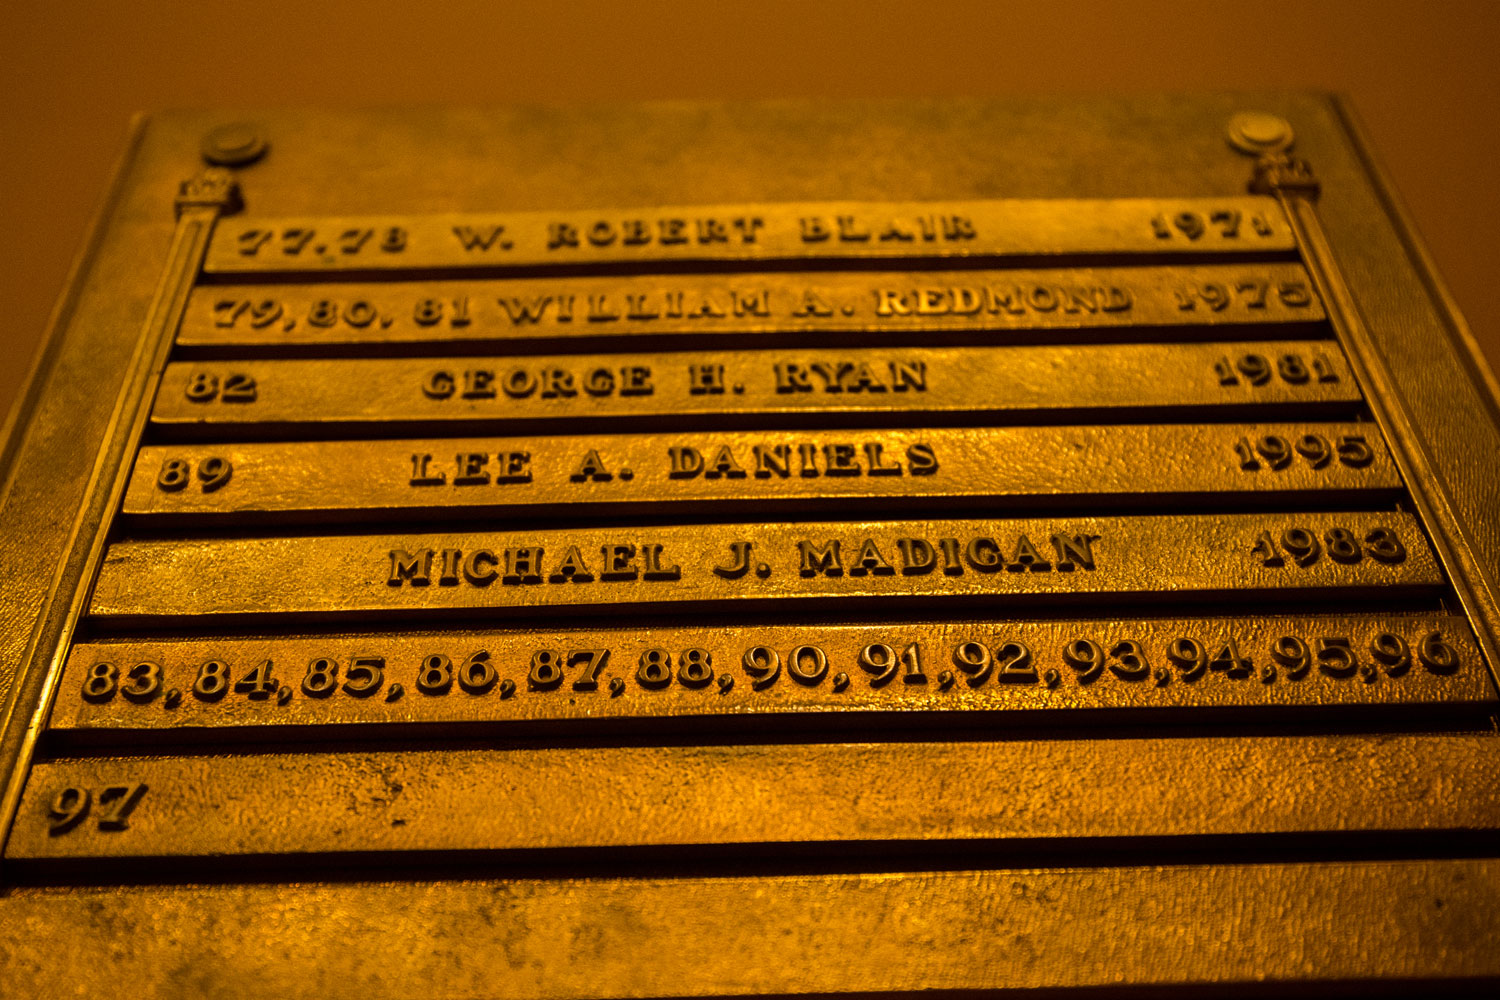 77.78 W. ROBERT BLAIR 1971
79,80, 81 WILLIAM A. REDMOND 1975
82 GEORGE H. RYAN 1981
89 LEE A. DANIELS 1995
MICHAEL J. MADIGAN 1983
83,84,85,86,87,88,90,91,92,93,94,95,96
97